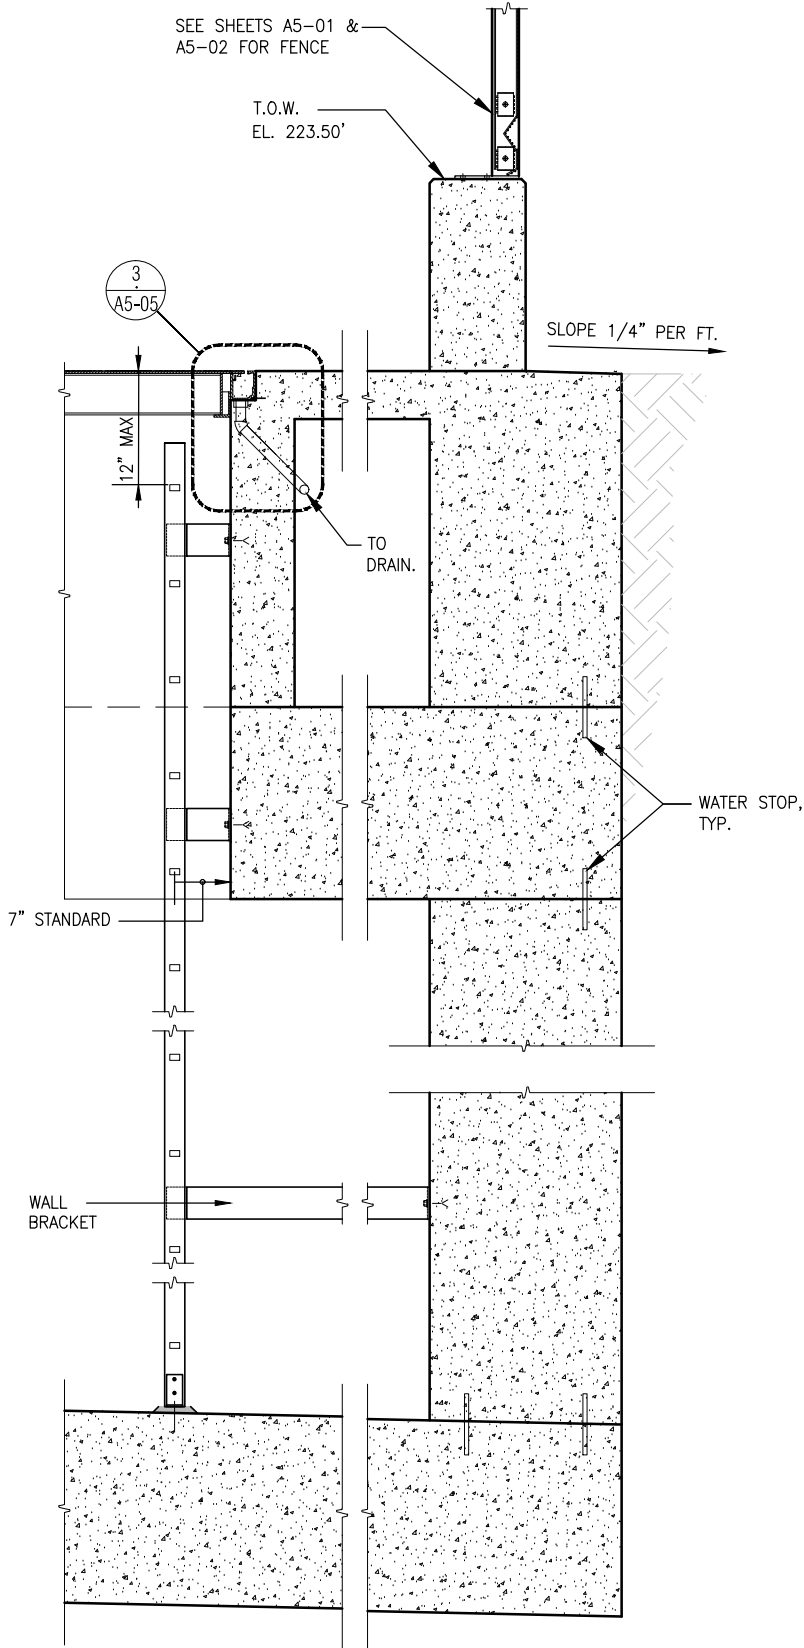 SEE SHEETS A5-01 &
A5-02 FOR FENCE
T.O.W.
EL. 223.50'
3
A5-05
SLOPE 1/4" PER FT.
12" MAX
TO
DRAIN.
WATER STOP,
TYP.
7" STANDARD
WALL
BRACKET